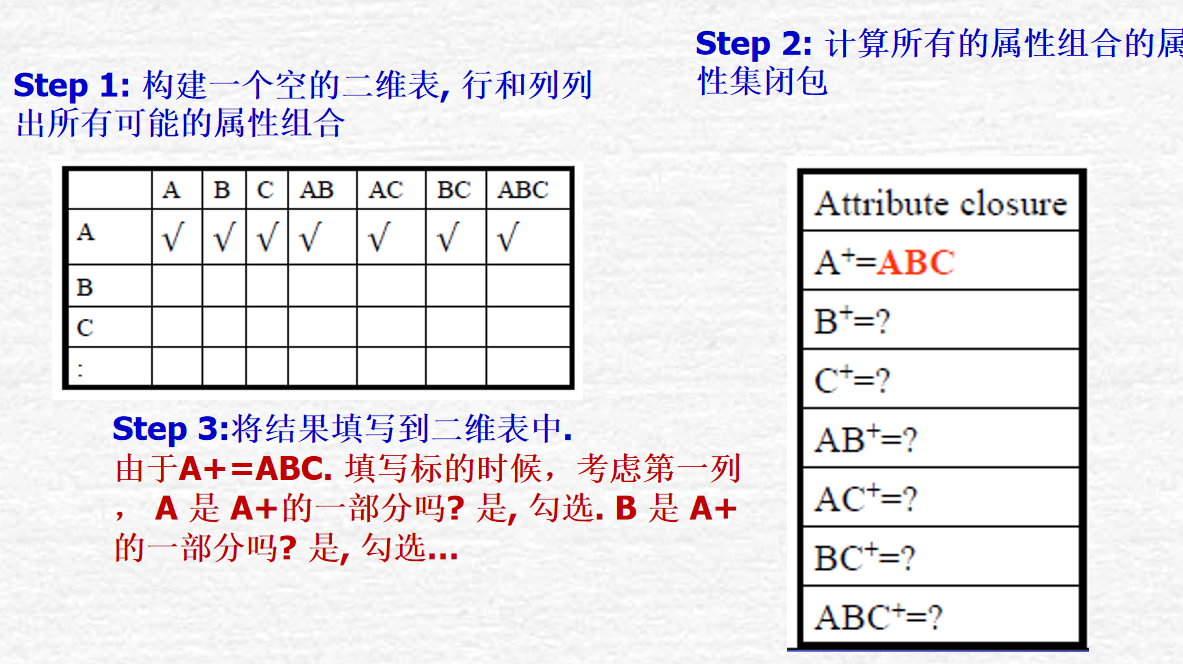 Step 1: 构建一个空的二维表, 行和列列
出所有可能的属性组合
A B C AB AC BC ABC
A √ √ √ √ √ √ √
B
C
:
Step 3:将结果填写到二维表中.
由于A+=ABC. 填写标的时候，考虑第一列
， A 是 A+的一部分吗? 是, 勾选. B 是 A+
的一部分吗? 是, 勾选...
Step 2: 计算所有的属性组合的属
性集闭包
Attribute closure
A⁺=ABC
B⁺=?
C⁺=?
AB⁺=?
AC⁺=?
BC⁺=?
ABC⁺=?